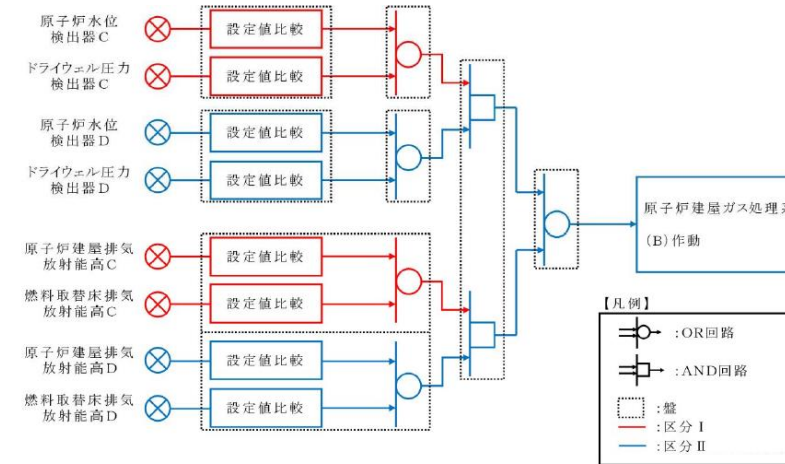 原子炉水位
検出器C
設定値比較
ドライウェル圧力
検出器C
設定値比較
原子炉水位
検出器D
設定値比較
ドライウェル圧力
検出器D
設定値比較
原子炉建屋ガス処理系
(B)作動
原子炉建屋排気
放射能高C
設定値比較
燃料取替床排気
放射能高C
設定値比較
原子炉建屋排気
放射能高D
設定値比較
燃料取替床排気
放射能高D
設定値比較
【凡例】
:OR回路
:AND回路
:盤
:区分Ⅰ
:区分Ⅱ